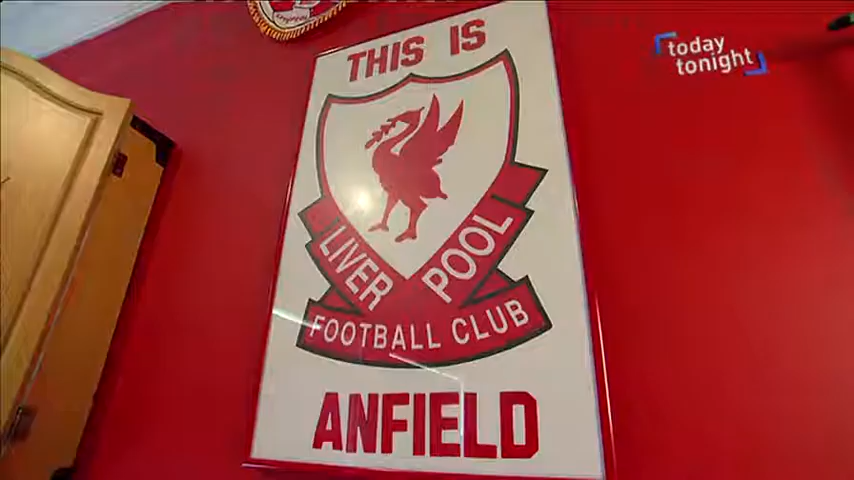 THIS IS
LIVER POOL
FOOTBALL CLUB
ANFIELD
today
tonight